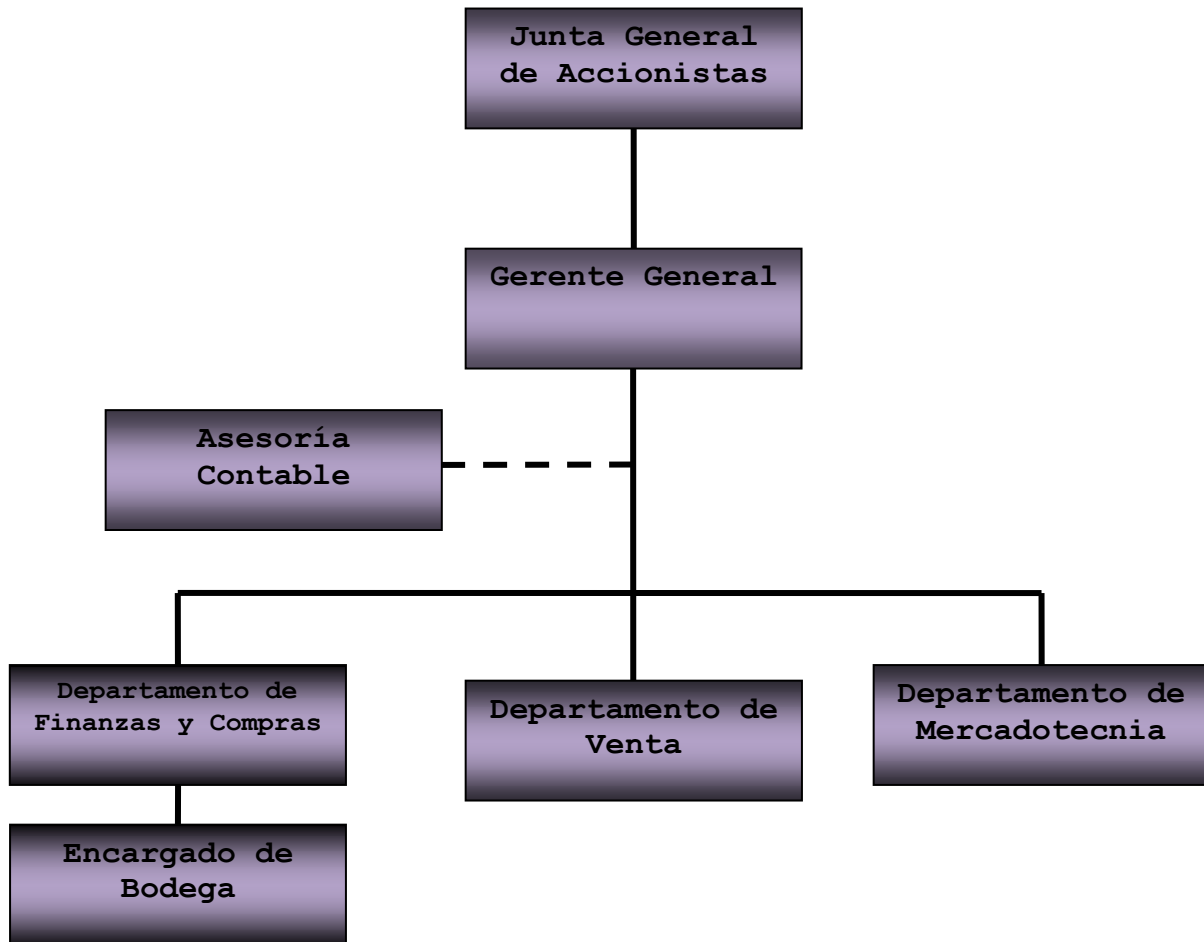 Junta General
de Accionistas
Gerente General
Asesoría
Contable
Departamento de
Finanzas y Compras
Departamento de
Venta
Departamento de
Mercadotecnia
Encargado de
Bodega